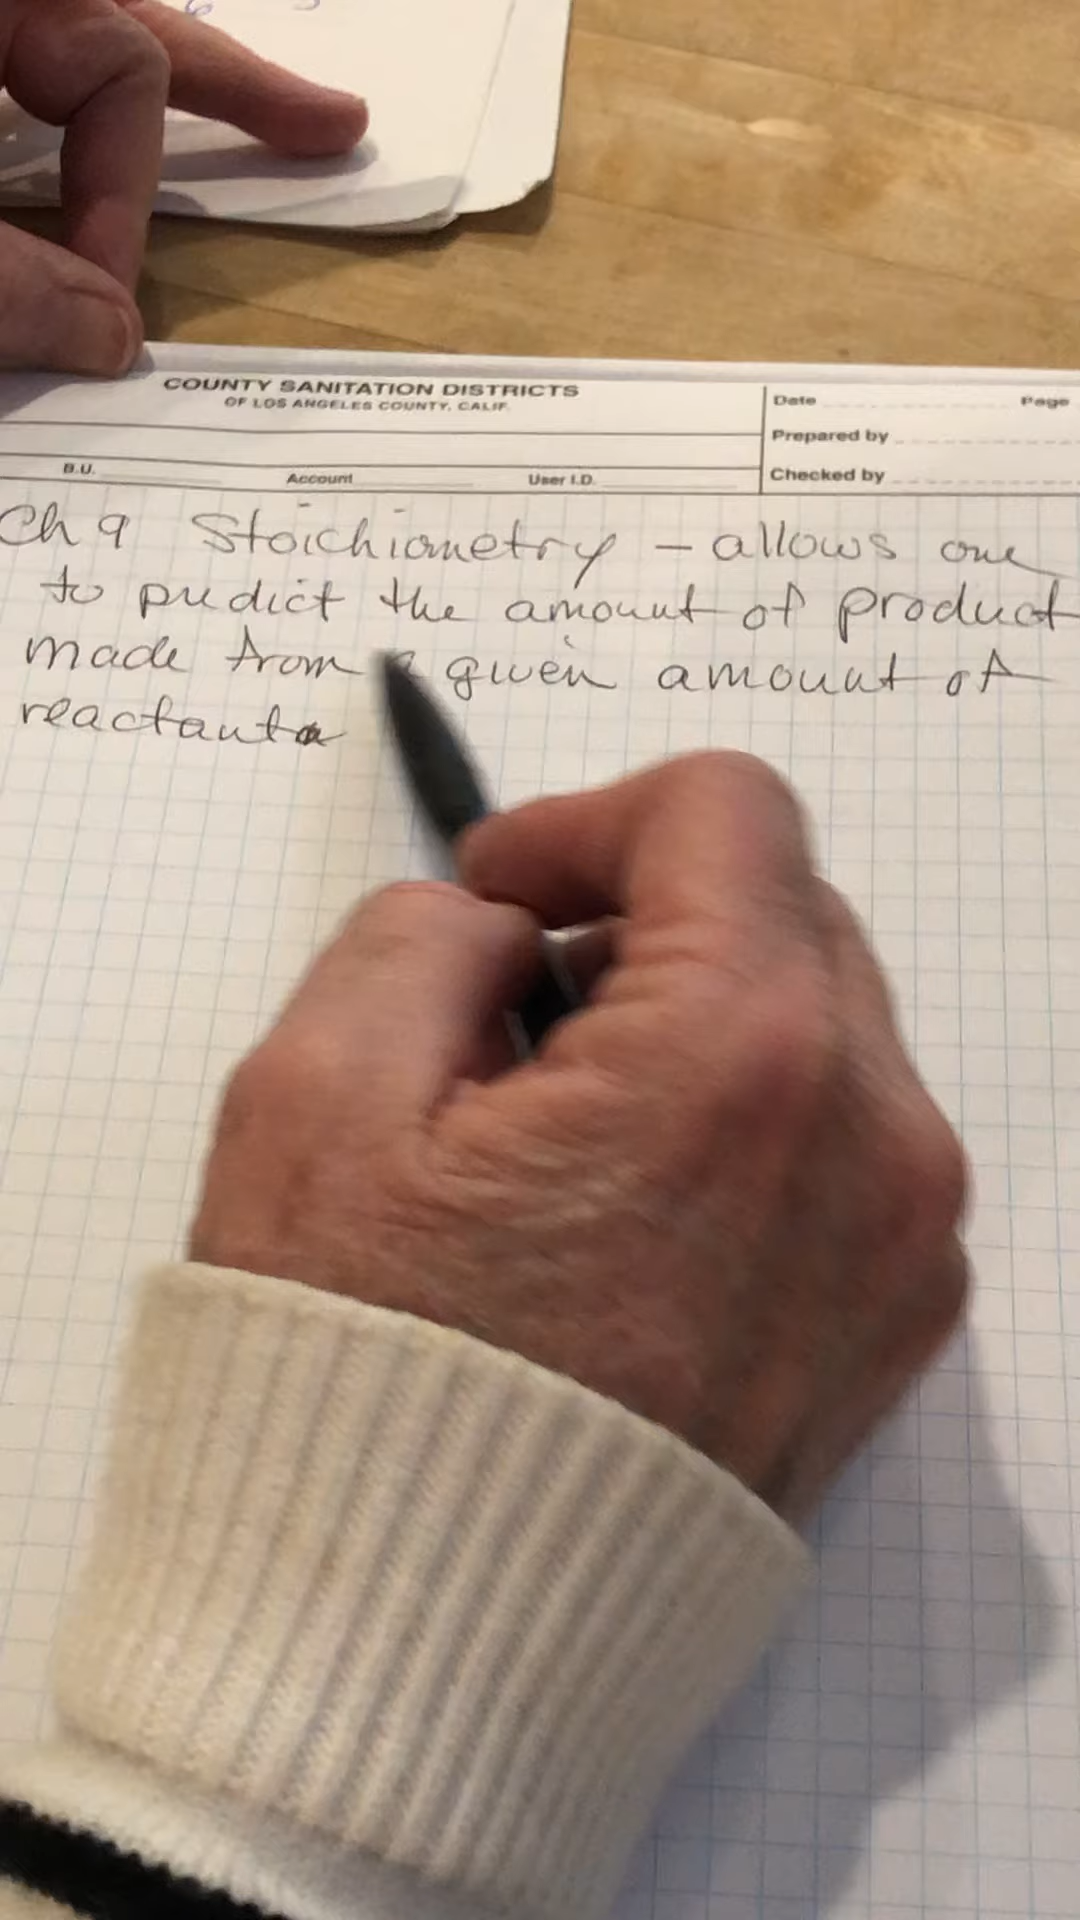 COUNTY SANITATION DISTRICTS
OF LOS ANGELES COUNTY, CALIF.
Date Page
Prepared by
Checked by
B.U. Account User I.D.
Ch 9 Stoichiometry – allows one
to predict the amount of product
made from a given amount of
reactant